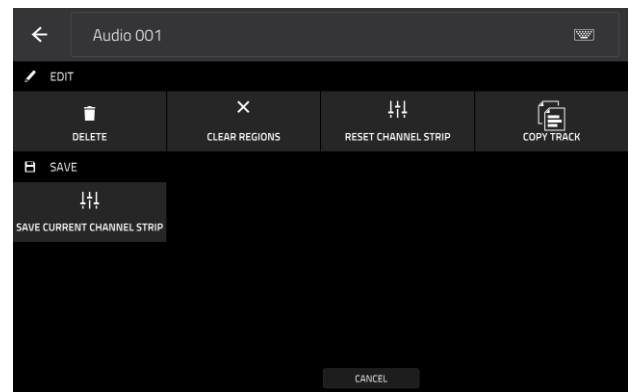 Audio 001
EDIT
DELETE
CLEAR REGIONS
RESET CHANNEL STRIP
COPY TRACK
SAVE
SAVE CURRENT CHANNEL STRIP
CANCEL